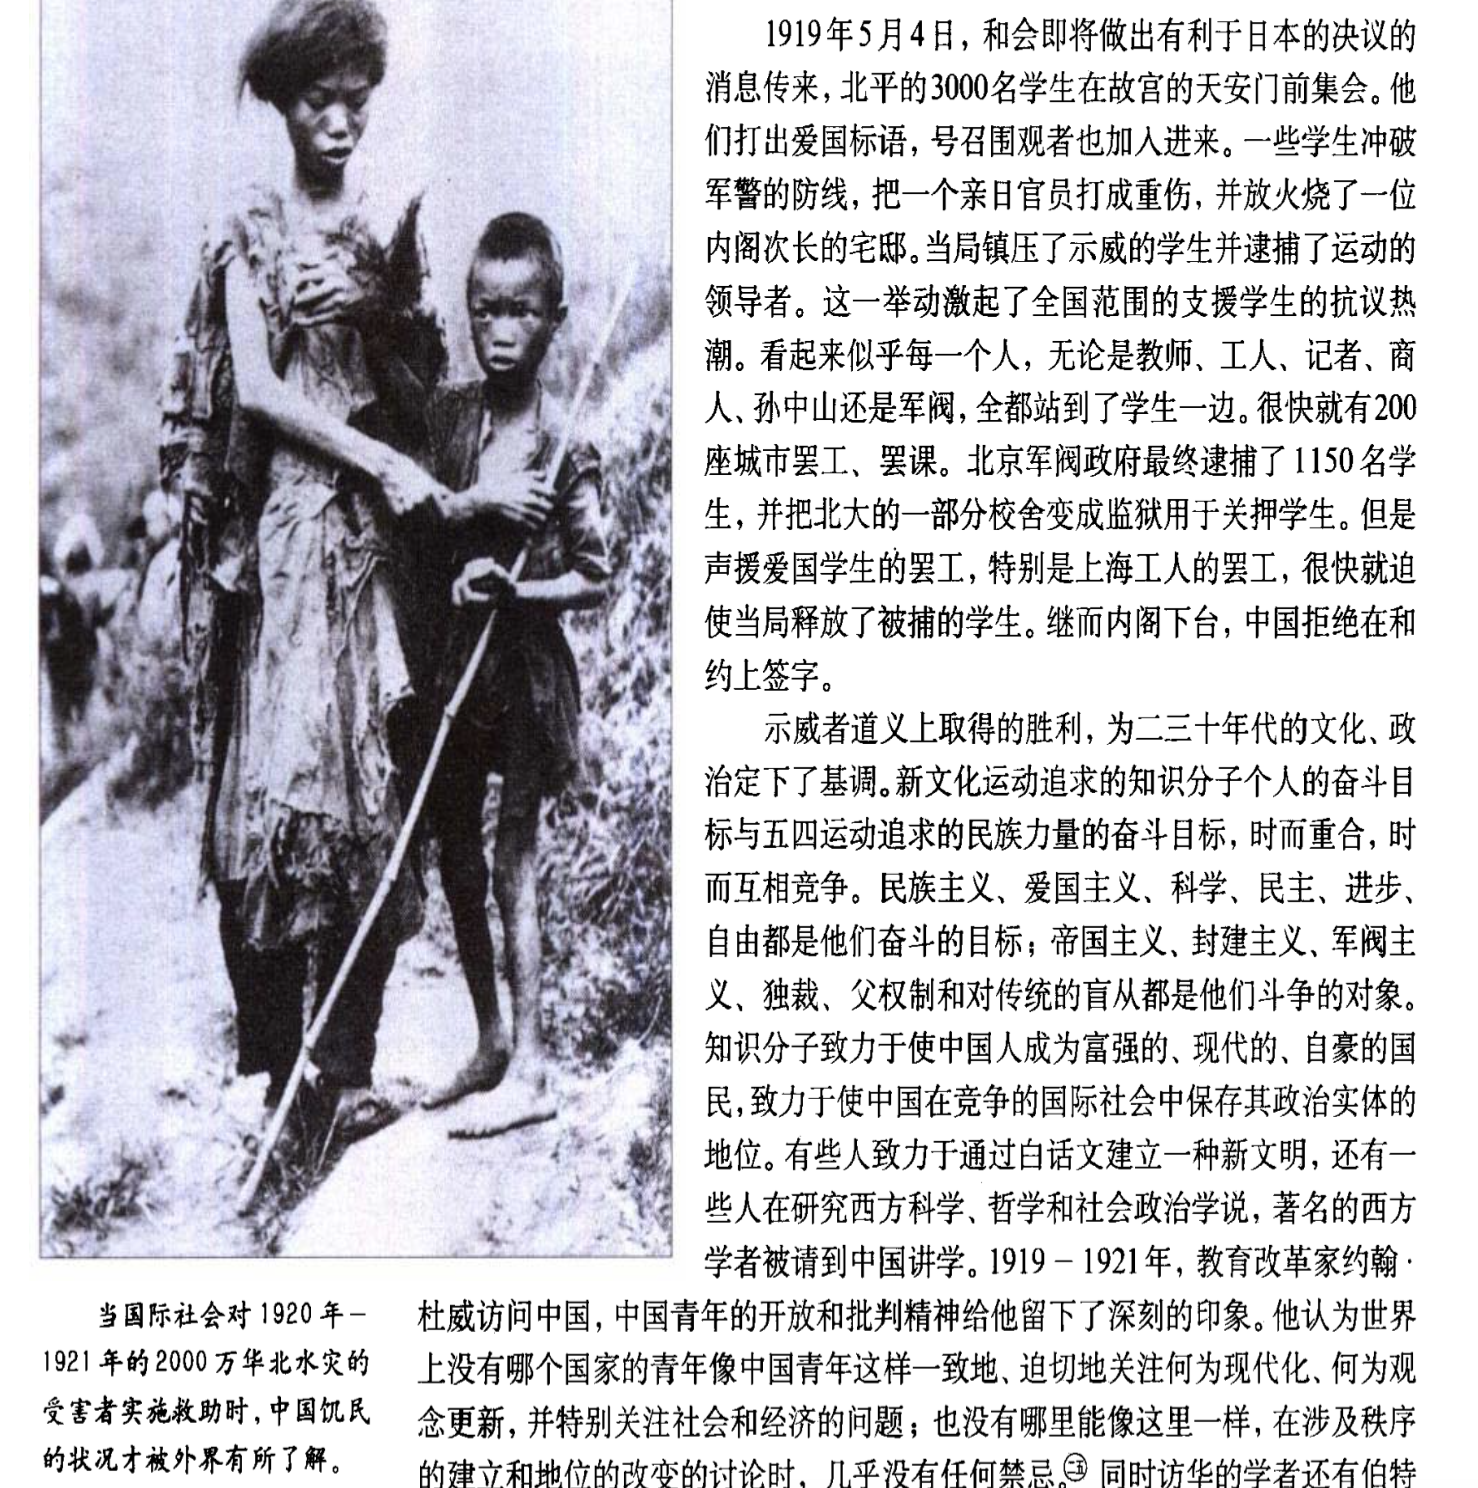 1919年5月4日，和会即将做出有利于日本的决议的
消息传来，北平的3000名学生在故宫的天安门前集会。他
们打出爱国标语，号召围观者也加入进来。一些学生冲破
军警的防线，把一个亲日官员打成重伤，并放火烧了一位
内阁次长的宅邸。当局镇压了示威的学生并逮捕了运动的
领导者。这一举动激起了全国范围的支援学生的抗议热
潮。看起来似乎每一个人，无论是教师、工人、记者、商
人、孙中山还是军阀，全都站到了学生一边。很快就有200
座城市罢工、罢课。北京军阀政府最终逮捕了1150名学
生，并把北大的一部分校舍变成监狱用于关押学生。但是
声援爱国学生的罢工，特别是上海工人的罢工，很快就迫
使当局释放了被捕的学生。继而内阁下台，中国拒绝在和
约上签字。
示威者道义上取得的胜利，为二三十年代的文化、政
治定下了基调。新文化运动追求的知识分子个人的奋斗目
标与五四运动追求的民族力量的奋斗目标，时而重合，时
而互相竞争。民族主义、爱国主义、科学、民主、进步、
自由都是他们奋斗的目标；帝国主义、封建主义、军阀主
义、独裁、父权制和对传统的盲从都是他们斗争的对象。
知识分子致力于使中国人成为富强的、现代的、自豪的国
民，致力于使中国在竞争的国际社会中保存其政治实体的
地位。有些人致力于通过白话文建立一种新文明，还有一
些人在研究西方科学、哲学和社会政治学说，著名的西方
学者被请到中国讲学。1919－1921年，教育改革家约翰·
杜威访问中国，中国青年的开放和批判精神给他留下了深刻的印象。他认为世界
上没有哪个国家的青年像中国青年这样一致地、迫切地关注何为现代化、何为观
念更新，并特别关注社会和经济的问题；也没有哪里能像这里一样，在涉及秩序
的建立和地位的改变的讨论时，几乎没有任何禁忌。同时访华的学者还有伯特
当国际社会对1920年－
1921年的2000万华北水灾的
受害者实施救助时，中国饥民
的状况才被外界有所了解。